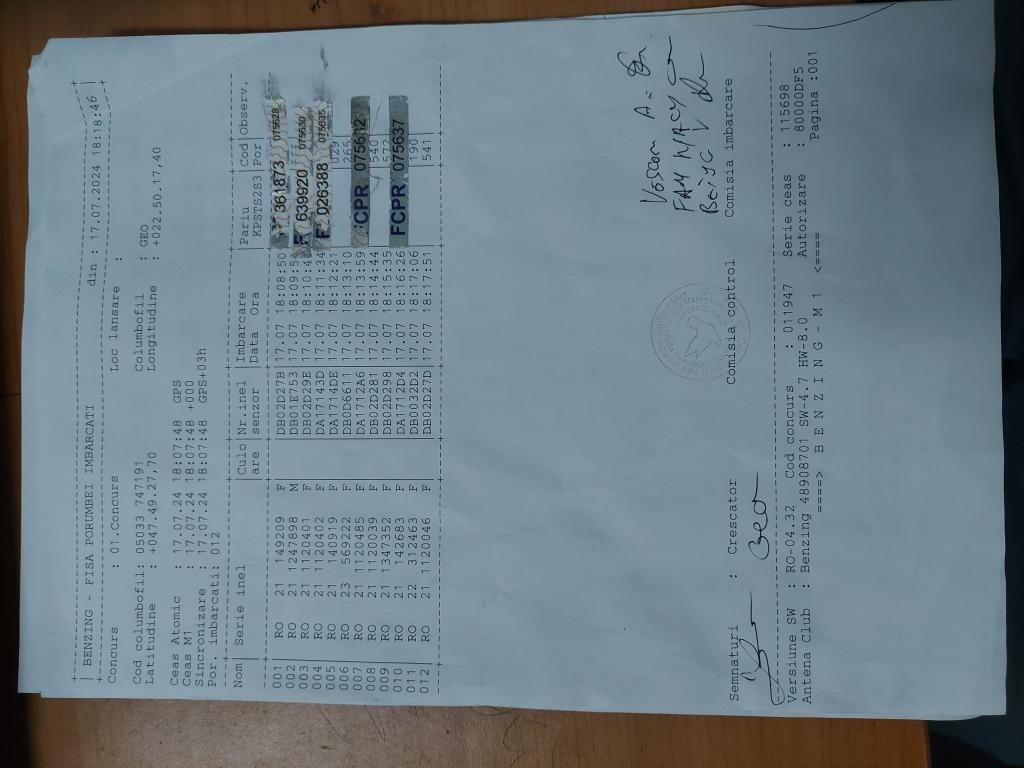 BENZING - FISA PORUMBEI IMBARCATI din : 17.07.2024 18:18:46
Concurs : 01.Concurs Loc lansare :
Cod columbofil: 05033 747191 Columbofil : GEO
Latitudine : +047.49.27,70 Longitudine : +022.50.17,40
Ceas Atomic : 17.07.24 18:07:48 GPS
Ceas M1 : 17.07.24 18:07:48 +000
Sincronizare : 17.07.24 18:07:48 GPS+03h
Por. imbarcati: 012
Nom Serie inel Culo Nr.inel Imbarcare Pariu Cod Observ.
are senzor Data Ora KPSTS2S3 Por
001 RO 21 149209 F DB02D27B 17.07 18:08:50 361873 075628
002 RO 21 1247898 M DB01E753 17.07 18:09:5
003 RO 21 1120401 F DB02D29E 17.07 18:10:4 F 639920 075630
004 RO 21 1120402 F DA17143D 17.07 18:11:34 F 026388 075635
005 RO 21 140919 F DA1714DE 17.07 18:12:21 029
006 RO 23 569222 F DB0D6611 17.07 18:13:10 265
007 RO 21 1120485 F DA1712A6 17.07 18:13:59 FCPR 075612
008 RO 21 1120039 F DB02D281 17.07 18:14:44 540
009 RO 21 1347352 F DB02D298 17.07 18:15:35 572
010 RO 21 142683 F DA1712D4 17.07 18:16:26 FCPR 075637
011 RO 22 312463 F DB0032D2 17.07 18:17:06 190
012 RO 21 1120046 F DB02D27D 17.07 18:17:51 541
A.
FAM
Semnaturi : Crescator Comisia control Comisia imbarcare
Geo
Versiune SW : RO-04.32 Cod concurs : 011947 Serie ceas : 115698
Antena Club : Benzing 48908701 SW-4.7 HW-8.0 Autorizare : 80000DF5
====> B E N Z I N G - M 1 <==== Pagina :001